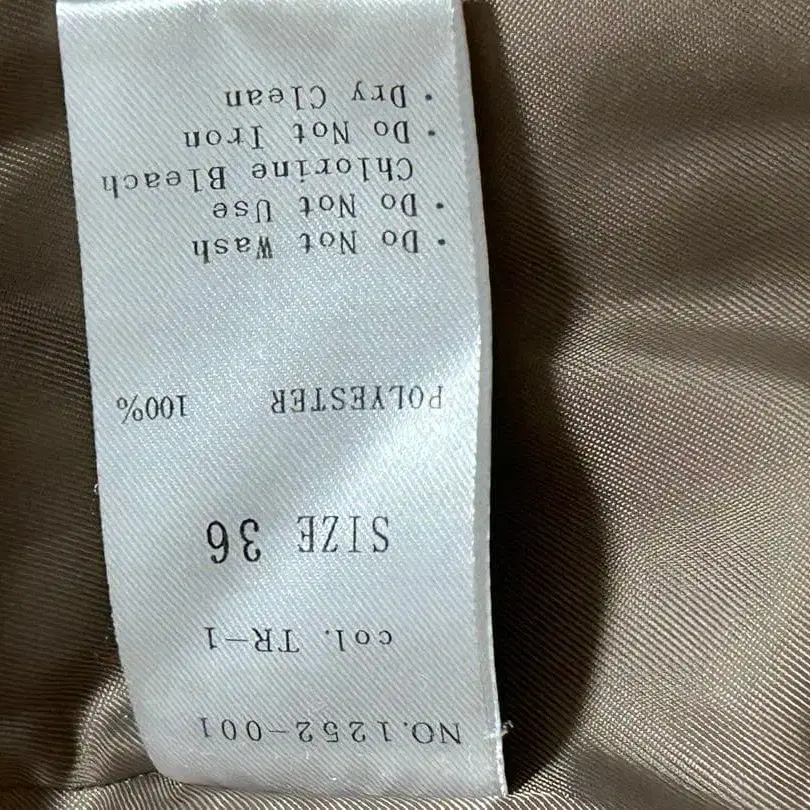 NO.1252-001
col. TR-1
SIZE 36
POLYESTER 100%
・Do Not Wash
・Do Not Use
Chlorine Bleach
・Do Not Iron
・Dry Clean